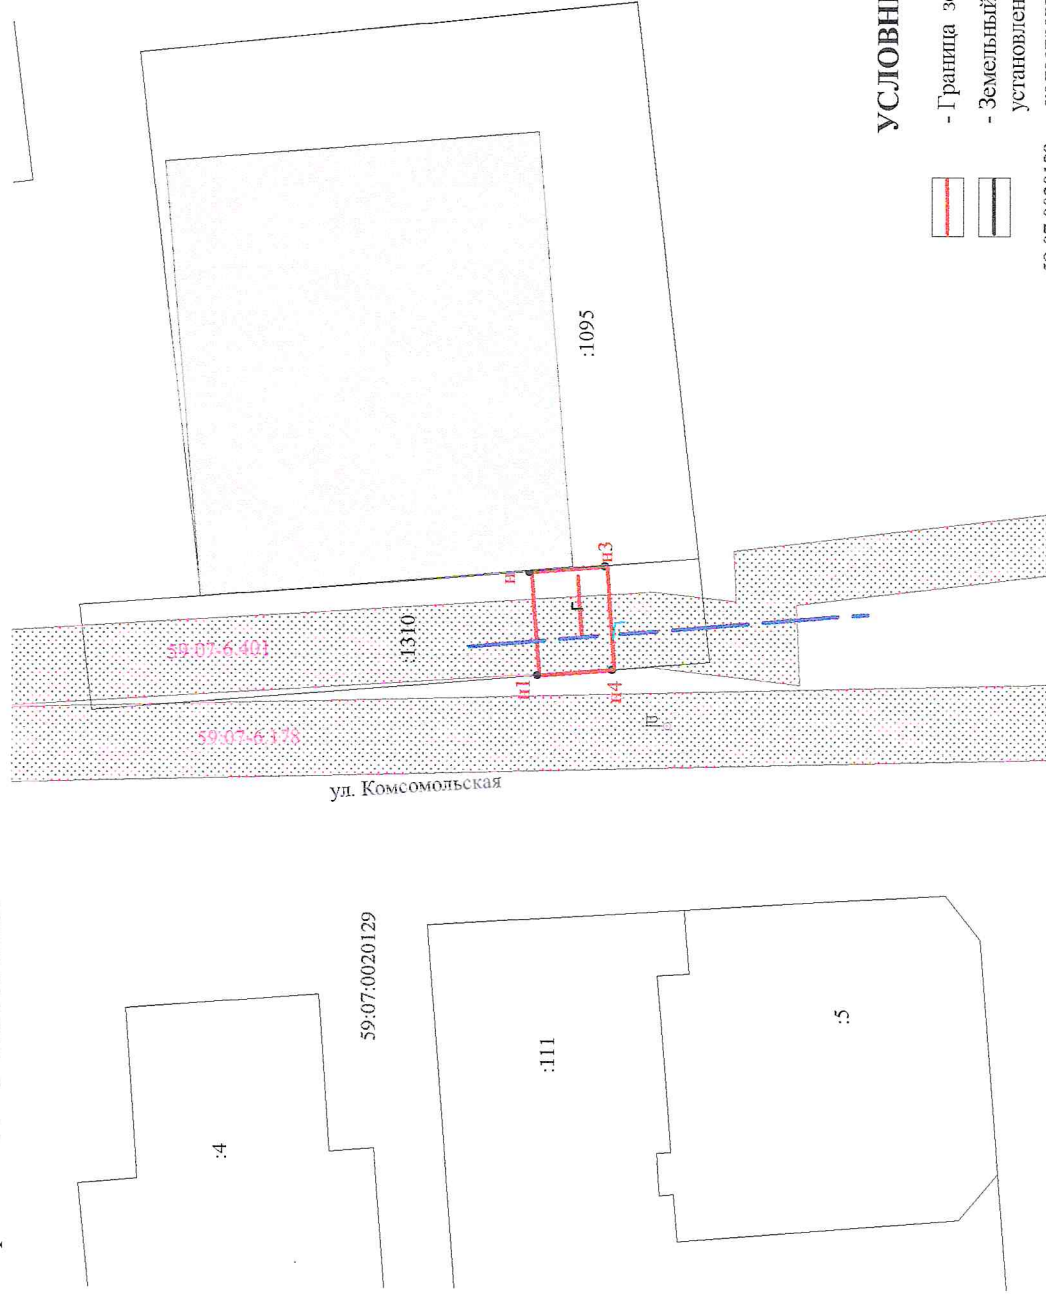 УСЛОВН
- Граница
- Земельный
установлен
:1095
59:07-6.401
:1310
59:07-6.178
н
н3
н1
н4
Г
Г
ул. Комсомольская
59:07:0020129
:4
:111
:5